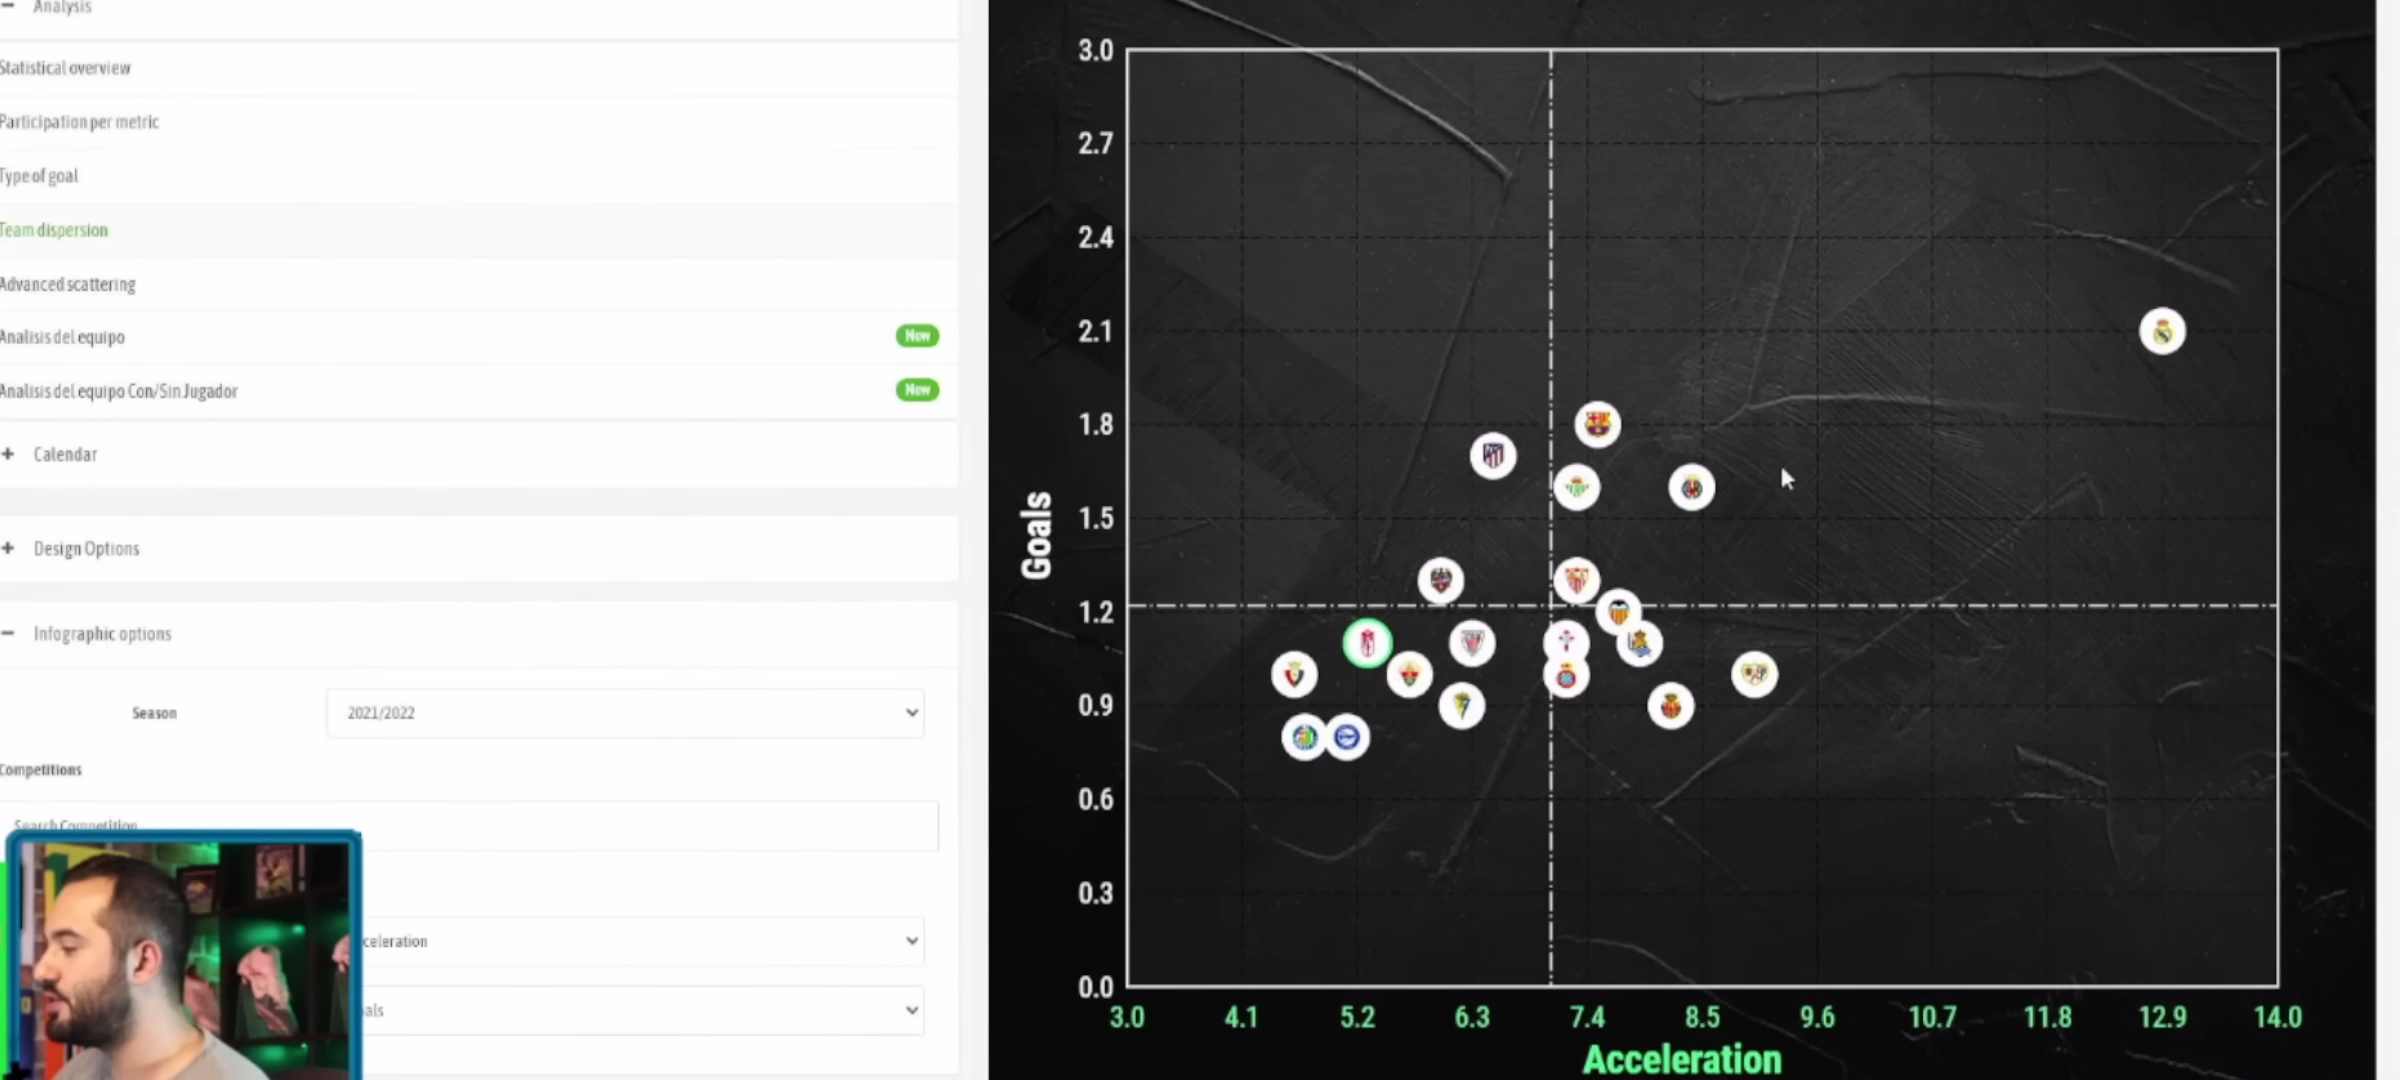 Analysis
Statistical overview
Participation per metric
Type of goal
Team dispersion
Advanced scattering
Analisis del equipo
New
Analisis del equipo Con/Sin Jugador
New
Calendar
Design Options
Infographic options
Season
2021/2022
Competitions
Search Competition
celeration
als
Goals
3.0
2.7
2.4
2.1
1.8
1.5
1.2
0.9
0.6
0.3
0.0
3.0 4.1 5.2 6.3 7.4 8.5 9.6 10.7 11.8 12.9 14.0
Acceleration